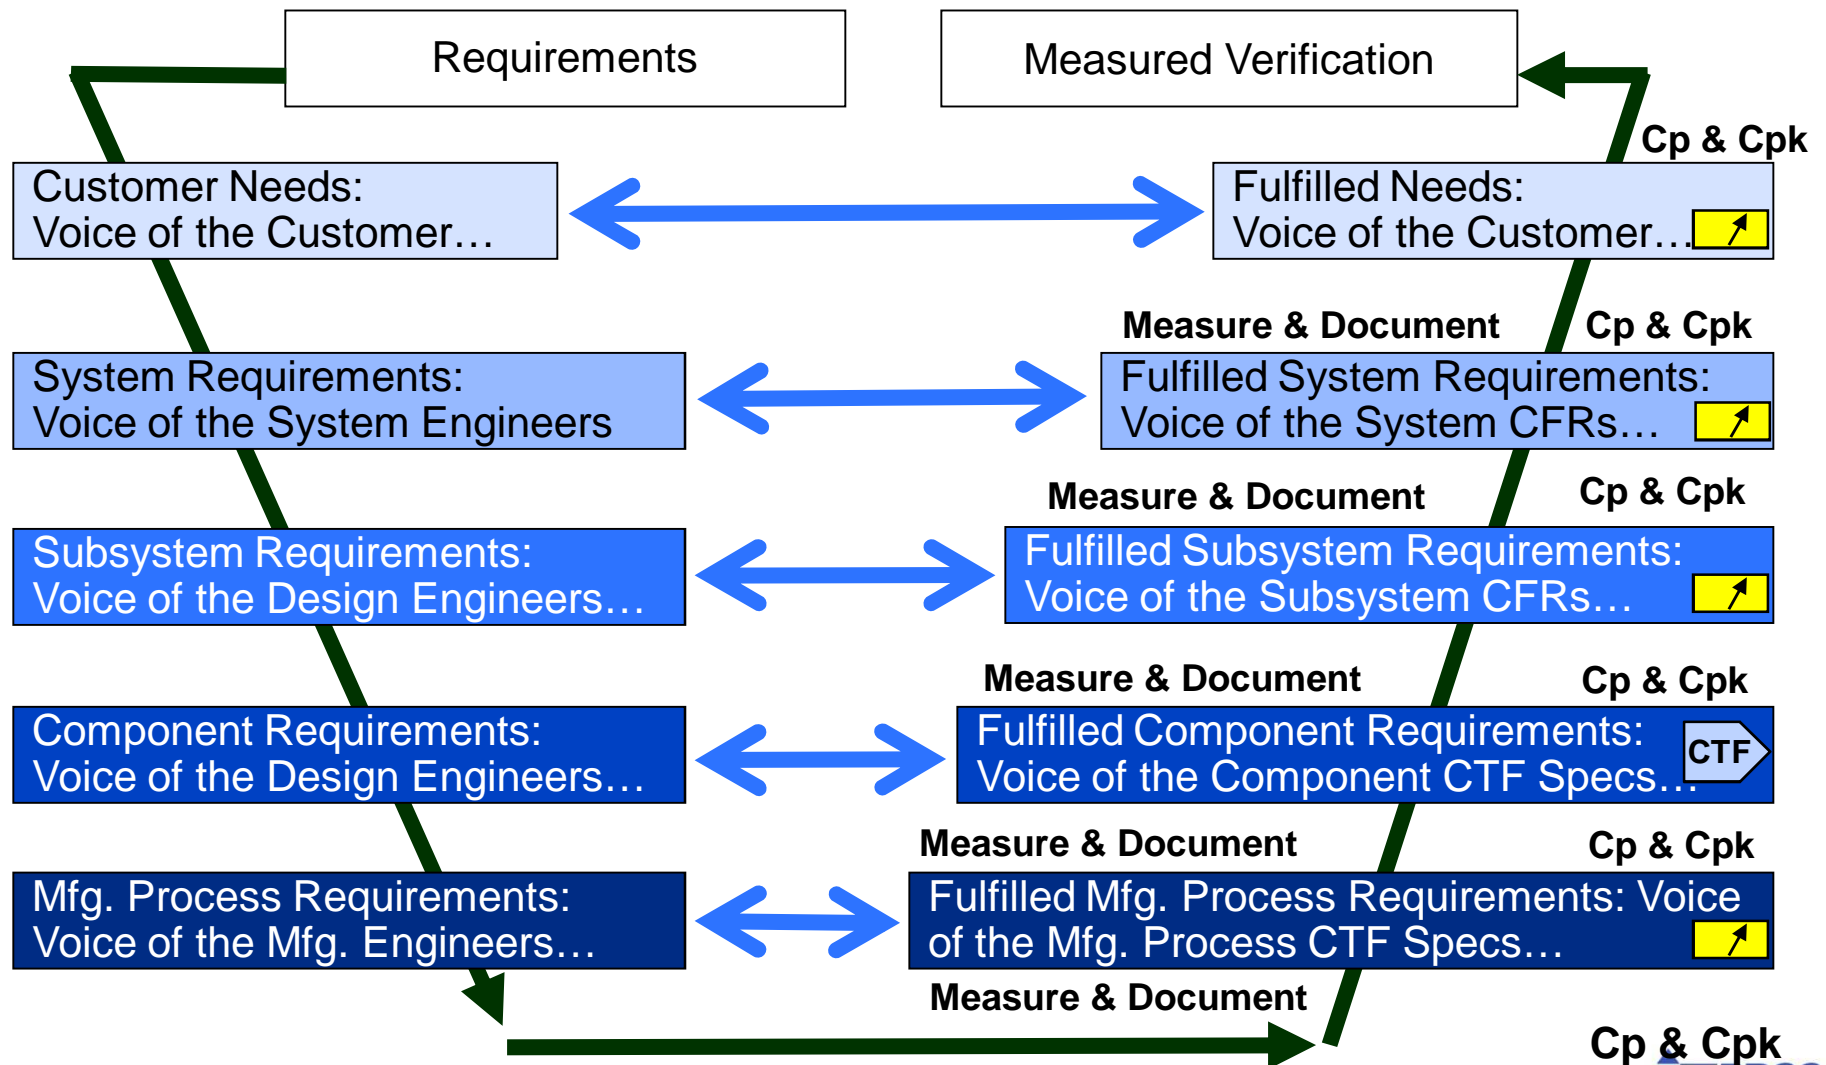 Requirements
Measured Verification
Cp & Cpk
Customer Needs:
Voice of the Customer…
Fulfilled Needs:
Voice of the Customer…
Measure & Document
Cp & Cpk
System Requirements:
Voice of the System Engineers
Fulfilled System Requirements:
Voice of the System CFRs…
Measure & Document
Cp & Cpk
Subsystem Requirements:
Voice of the Design Engineers…
Fulfilled Subsystem Requirements:
Voice of the Subsystem CFRs…
Measure & Document
Cp & Cpk
Component Requirements:
Voice of the Design Engineers…
Fulfilled Component Requirements:
Voice of the Component CTF Specs…
CTF
Measure & Document
Cp & Cpk
Mfg. Process Requirements:
Voice of the Mfg. Engineers…
Fulfilled Mfg. Process Requirements: Voice
of the Mfg. Process CTF Specs…
Measure & Document
Cp & Cpk